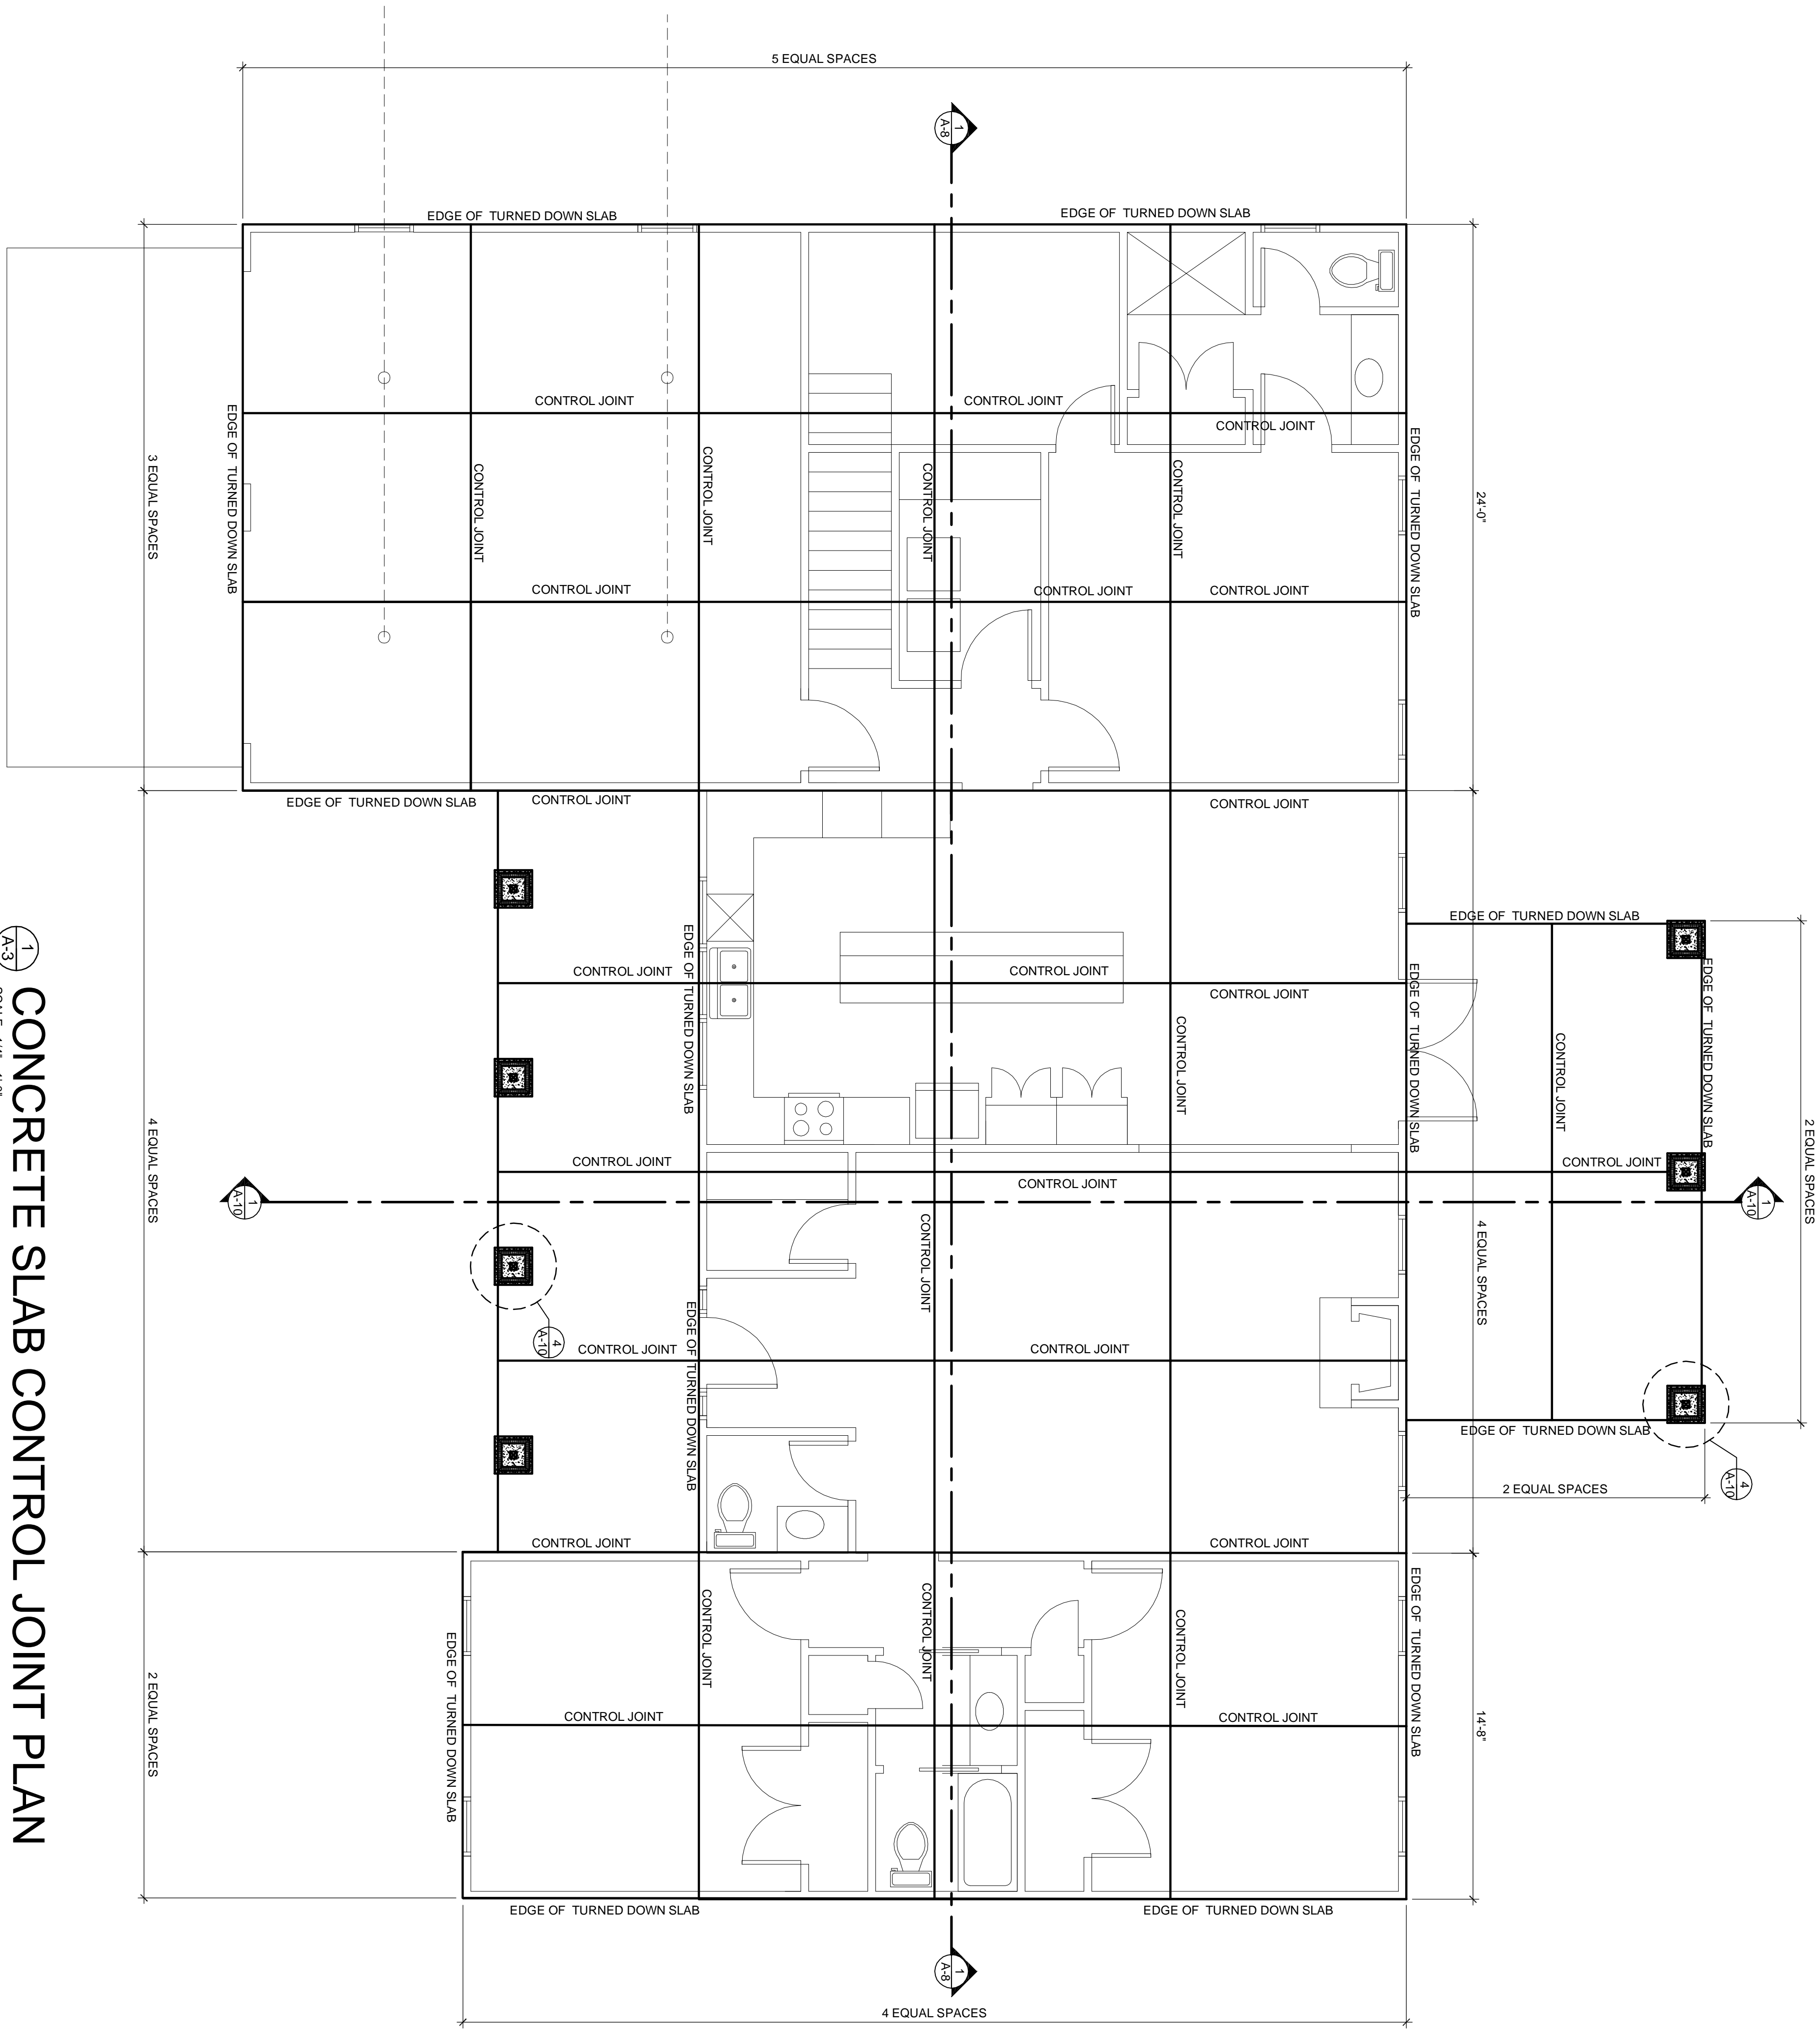 5 EQUAL SPACES
1
A-8
EDGE OF TURNED DOWN SLAB
EDGE OF TURNED DOWN SLAB
CONTROL JOINT
CONTROL JOINT
CONTROL JOINT
EDGE OF TURNED DOWN SLAB
3 EQUAL SPACES
CONTROL JOINT
CONTROL JOINT
CONTROL JOINT
CONTROL JOINT
EDGE OF TURNED DOWN SLAB
24'-0"
CONTROL JOINT
CONTROL JOINT
CONTROL JOINT
EDGE OF TURNED DOWN SLAB
CONTROL JOINT
CONTROL JOINT
EDGE OF TURNED DOWN SLAB
EDGE OF TURNED DOWN SLAB
EDGE OF TURNED DOWN SLAB
CONTROL JOINT
CONTROL JOINT
CONTROL JOINT
EDGE OF TURNED DOWN SLAB
CONTROL JOINT
CONTROL JOINT
2 EQUAL SPACES
4 EQUAL SPACES
CONTROL JOINT
CONTROL JOINT
CONTROL JOINT
1
A-10
1
A-10
CONTROL JOINT
4 EQUAL SPACES
4
A-10
CONTROL JOINT
CONTROL JOINT
EDGE OF TURNED DOWN SLAB
EDGE OF TURNED DOWN SLAB
4
A-10
2 EQUAL SPACES
CONTROL JOINT
CONTROL JOINT
EDGE OF TURNED DOWN SLAB
CONTROL JOINT
CONTROL JOINT
CONTROL JOINT
EDGE OF TURNED DOWN SLAB
2 EQUAL SPACES
14'-8"
CONTROL JOINT
CONTROL JOINT
EDGE OF TURNED DOWN SLAB
EDGE OF TURNED DOWN SLAB
1
A-8
4 EQUAL SPACES
1
A-3
CONCRETE SLAB CONTROL JOINT PLAN